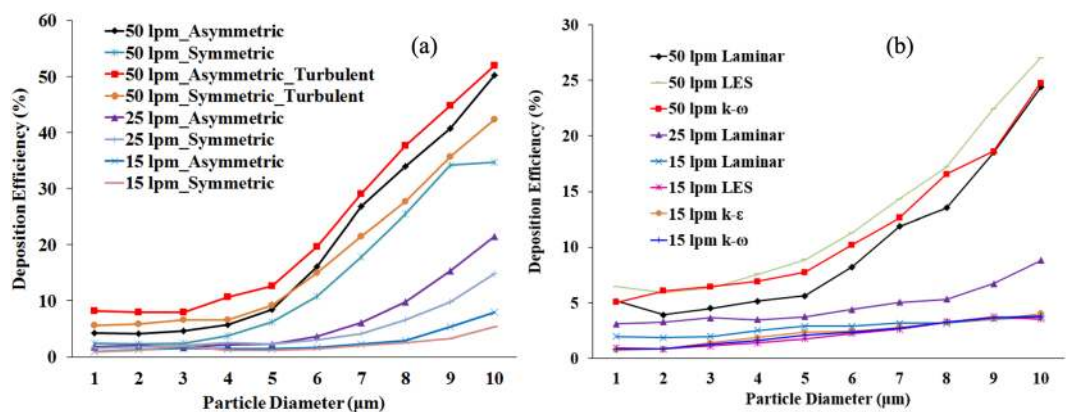 60
50
40
30
20
10
0
Deposition Efficiency (%)
50 lpm_Asymmetric
50 lpm_Symmetric
50 lpm_Asymmetric_Turbulent
50 lpm_Symmetric_Turbulent
25 lpm_Asymmetric
25 lpm_Symmetric
15 lpm_Asymmetric
15 lpm_Symmetric
(a)
1 2 3 4 5 6 7 8 9 10
Particle Diameter (µm)
30
25
20
15
10
5
0
Deposition Efficiency (%)
50 lpm Laminar
50 lpm LES
50 lpm k-ω
25 lpm Laminar
15 lpm Laminar
15 lpm LES
15 lpm k-ε
15 lpm k-ω
(b)
1 2 3 4 5 6 7 8 9 10
Particle Diameter (µm)